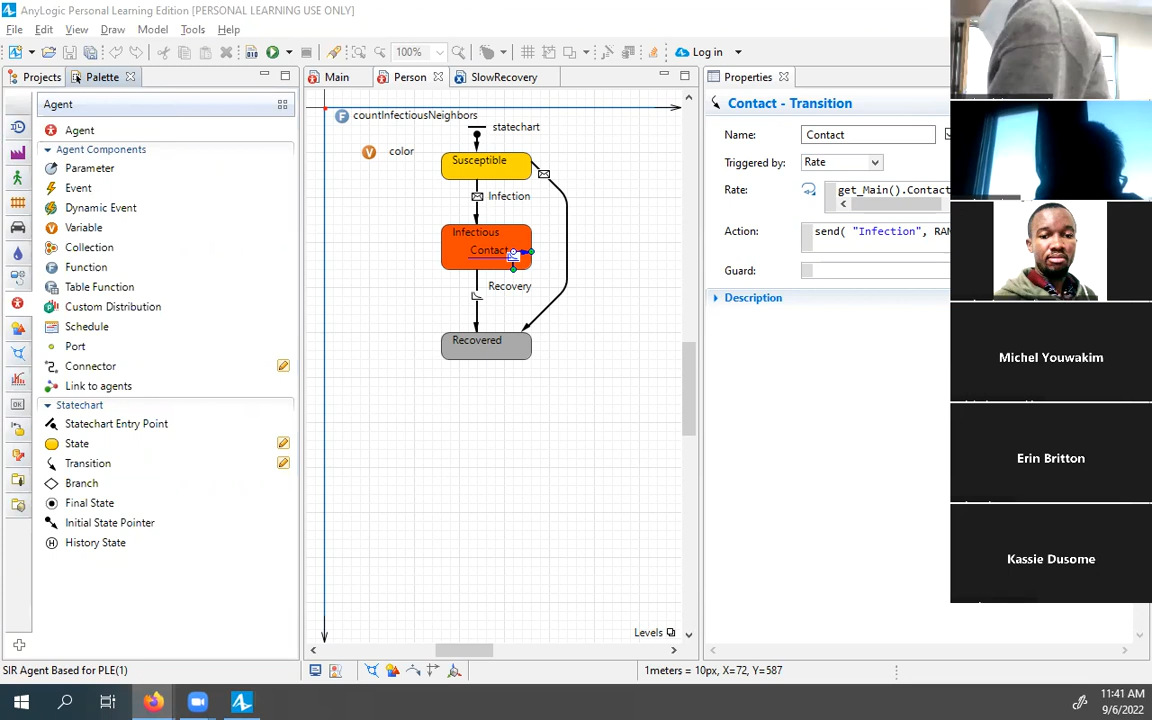 AnyLogic Personal Learning Edition [PERSONAL LEARNING USE ONLY]
File Edit View Draw Model Tools Help
100% Log in
Projects Palette
Main Person SlowRecovery
Properties
Agent
Agent
Agent Components
Parameter
Event
Dynamic Event
Variable
Collection
Function
Table Function
Custom Distribution
Schedule
Port
Connector
Link to agents
Statechart
Statechart Entry Point
State
Transition
Branch
Final State
Initial State Pointer
History State
F countInfectiousNeighbors
statechart
V color
Susceptible
Infection
Infectious
Contact
Recovery
Recovered
Levels
Contact - Transition
Name: Contact
Triggered by: Rate
Rate: get_Main().Contact
Action: send( "Infection", RAN
Guard:
Description
Michel Youwakim
Erin Britton
Kassie Dusome
SIR Agent Based for PLE(1)
1meters = 10px, X=72, Y=587
11:41 AM
9/6/2022